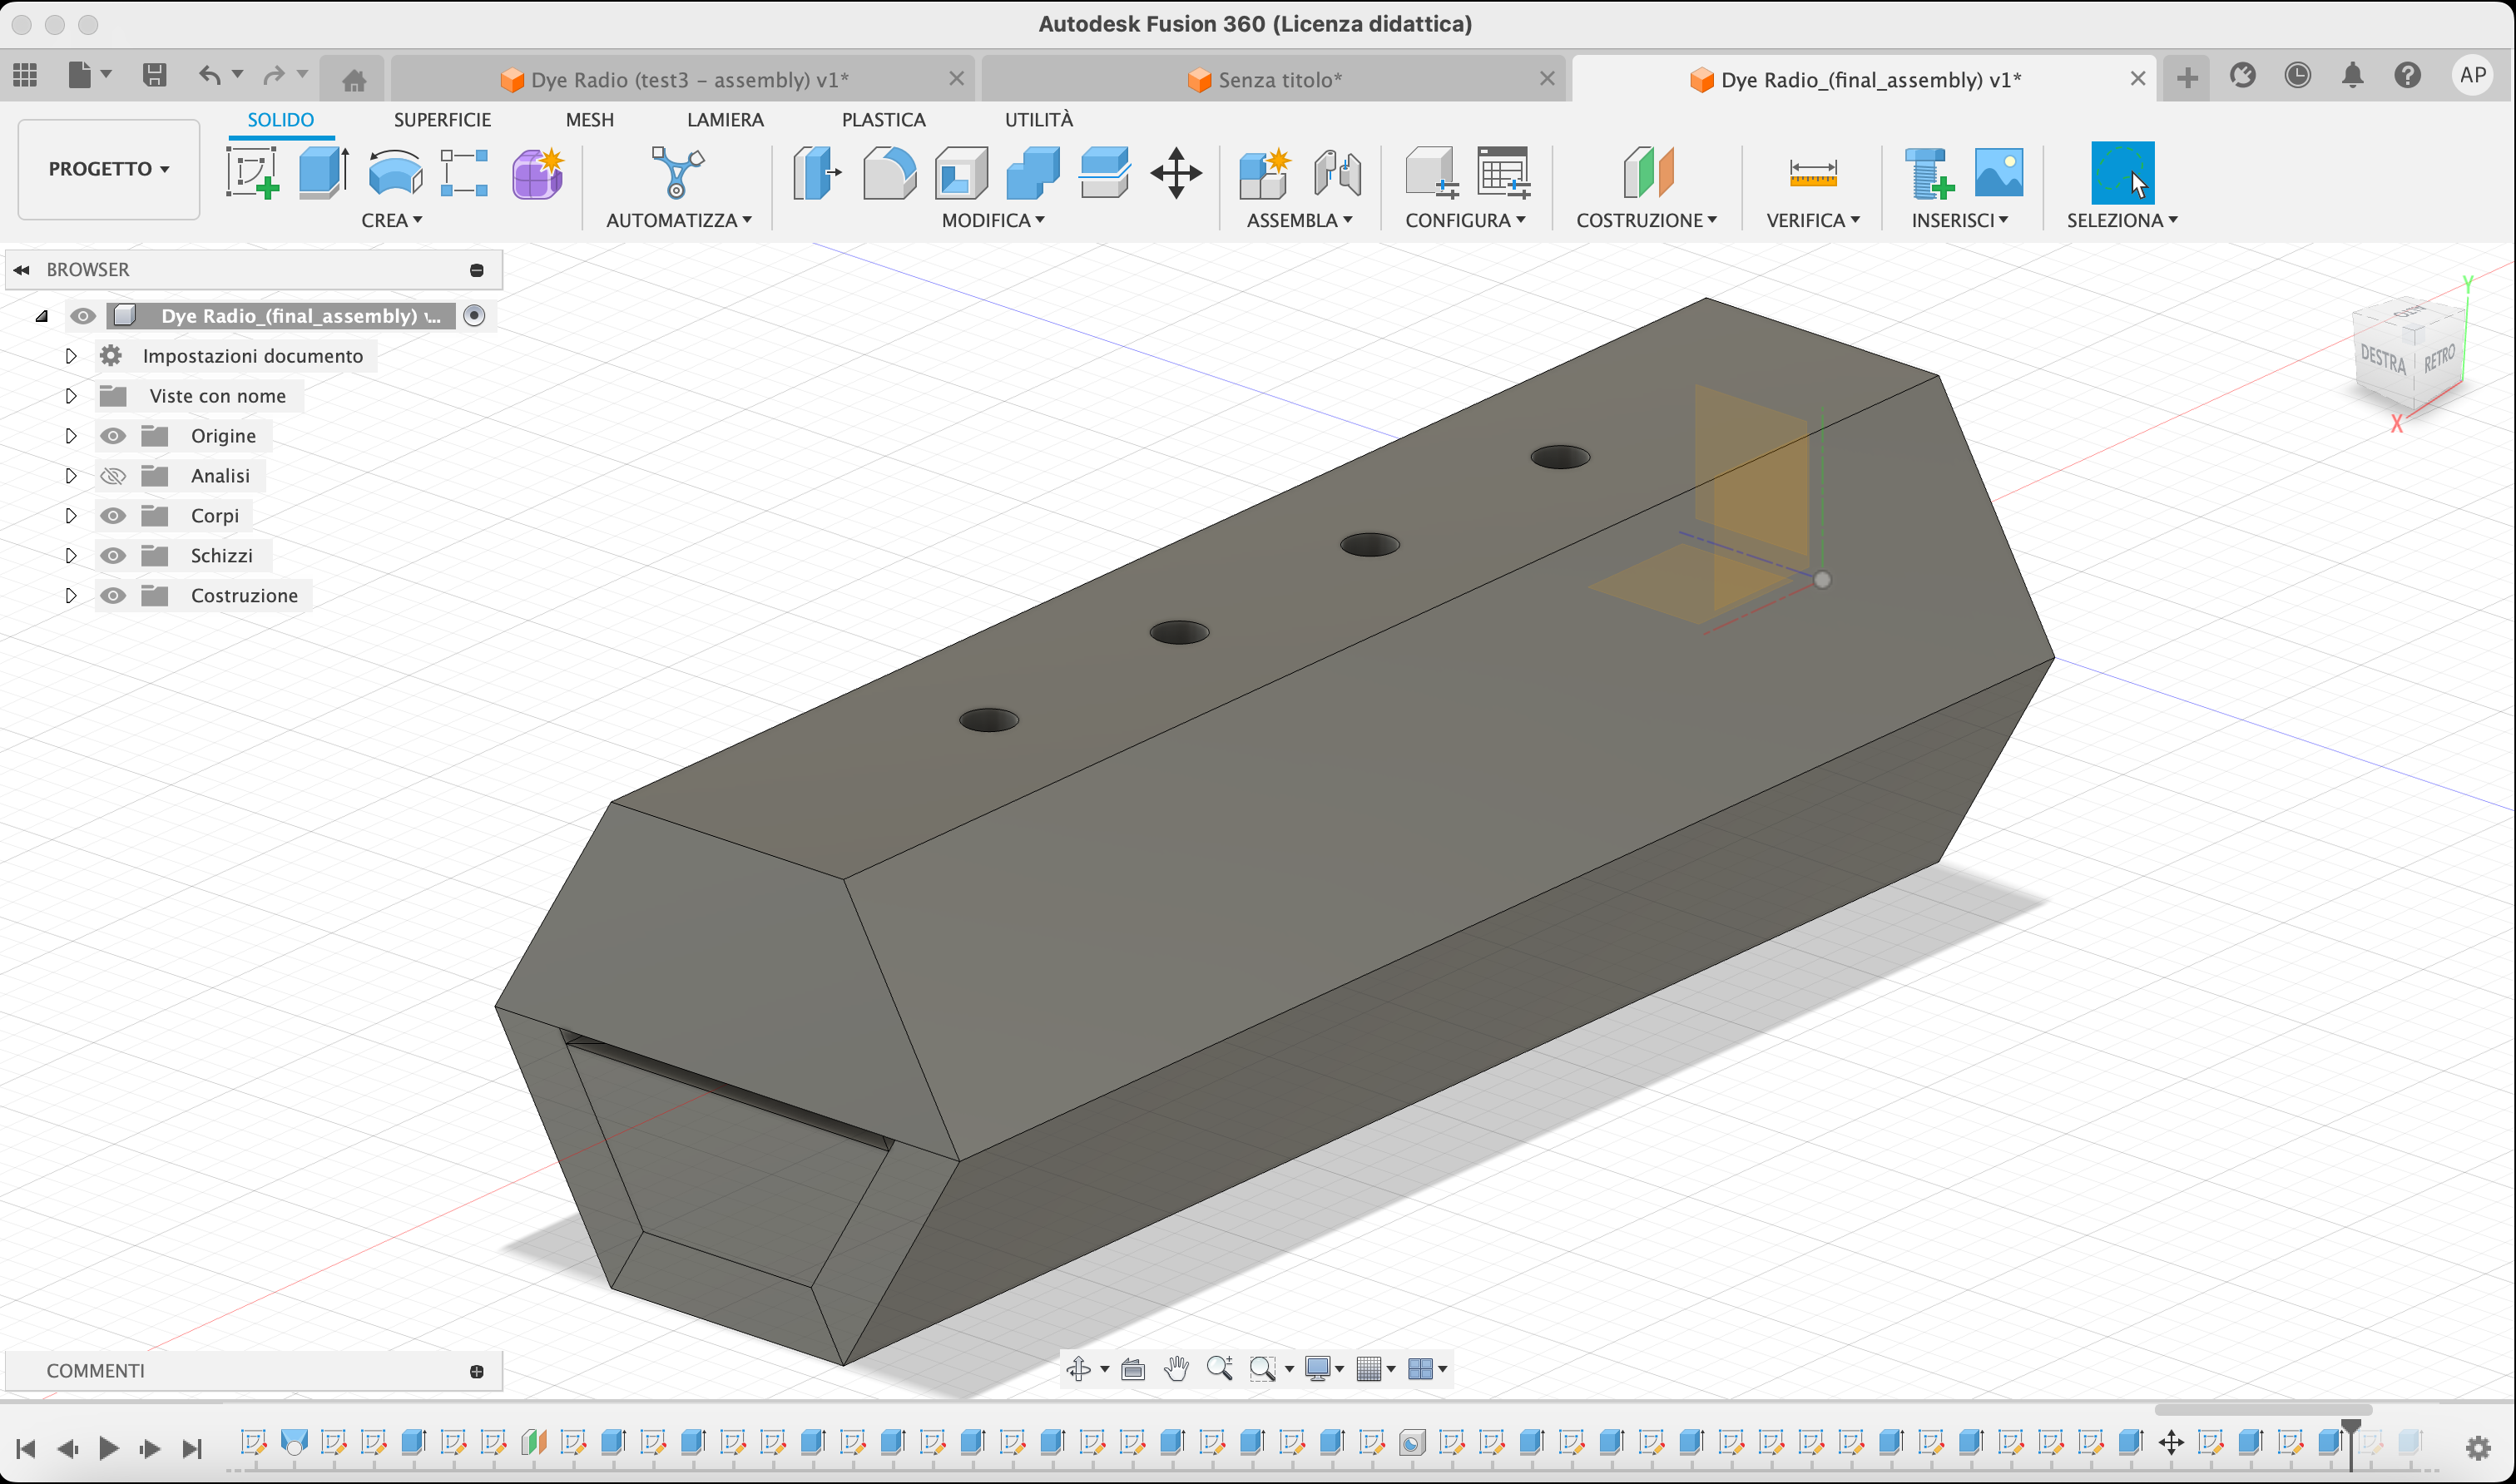 Autodesk Fusion 360 (Licenza didattica)
Dye Radio (test3 – assembly) v1*
Senza titolo*
Dye Radio_(final_assembly) v1*
AP
PROGETTO
SOLIDO
SUPERFICIE
MESH
LAMIERA
PLASTICA
UTILITÀ
CREA
AUTOMATIZZA
MODIFICA
ASSEMBLA
CONFIGURA
COSTRUZIONE
VERIFICA
INSERISCI
SELEZIONA
BROWSER
Dye Radio_(final_assembly) v...
Impostazioni documento
Viste con nome
Origine
Analisi
Corpi
Schizzi
Costruzione
Y
ALTO
DESTRA
RETRO
X
COMMENTI